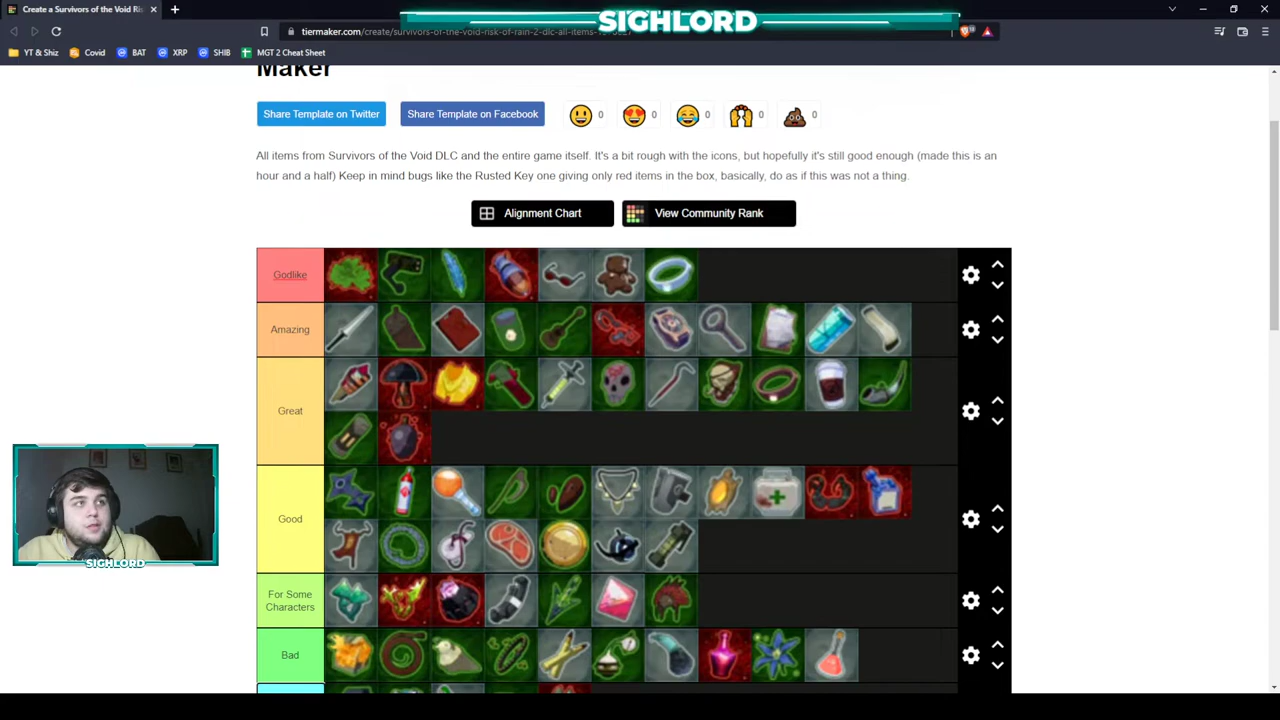 Create a Survivors of the Void Ris
SIGHLORD
tiermaker.com/create/survivors-of-the-void-risk-of-rain-2-dlc-all-items
YT & Shiz
Covid
BAT
XRP
SHIB
MGT 2 Cheat Sheet
Maker
Share Template on Twitter
Share Template on Facebook
0
0
0
0
0
All items from Survivors of the Void DLC and the entire game itself. It's a bit rough with the icons, but hopefully it's still good enough (made this is an
hour and a half) Keep in mind bugs like the Rusted Key one giving only red items in the box, basically, do as if this was not a thing.
Alignment Chart
View Community Rank
Godlike
Amazing
Great
Good
SIGHLORD
For Some
Characters
Bad